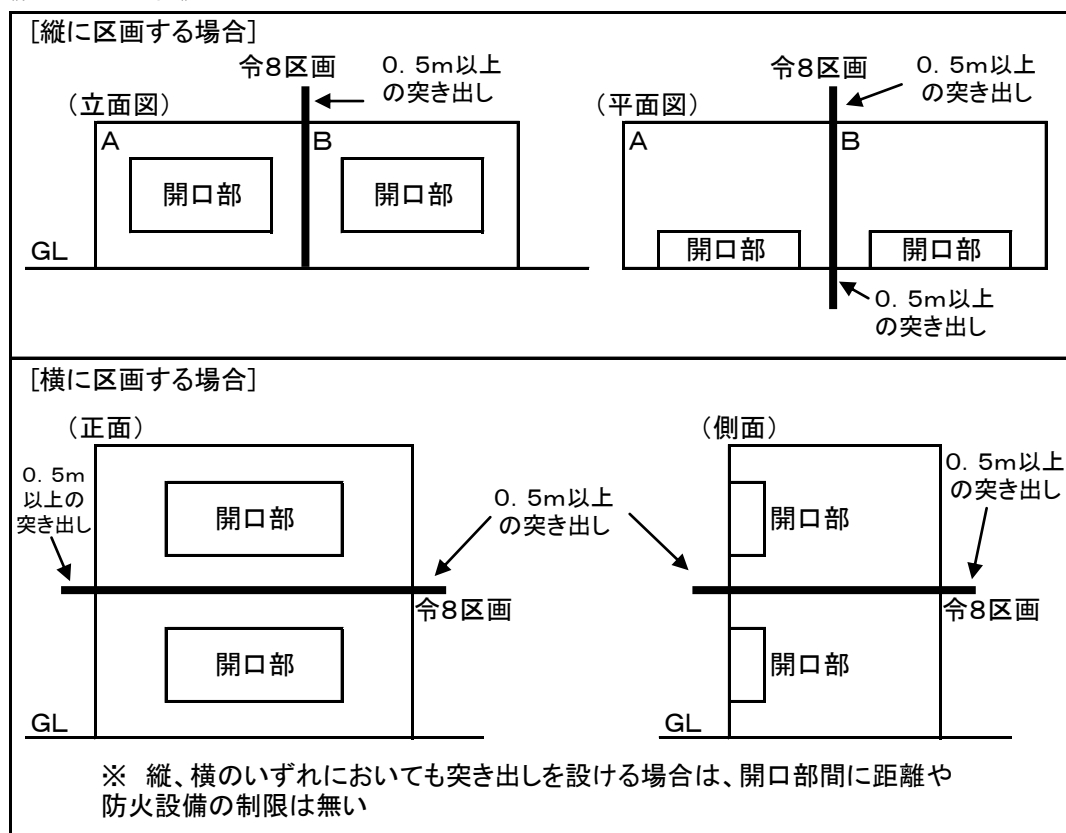 [縦に区画する場合]
令8区画
0．5m以上
の突き出し
(立面図)
A
B
開口部
開口部
GL
令8区画
0．5m以上
の突き出し
(平面図)
A
B
開口部
開口部
0．5m以上
の突き出し
[横に区画する場合]
(正面)
0．5m
以上の
突き出し
開口部
0．5m以上
の突き出し
令8区画
開口部
GL
(側面)
0．5m以上
の突き出し
開口部
令8区画
開口部
GL
※　縦、横のいずれにおいても突き出しを設ける場合は、開口部間に距離や
防火設備の制限は無い